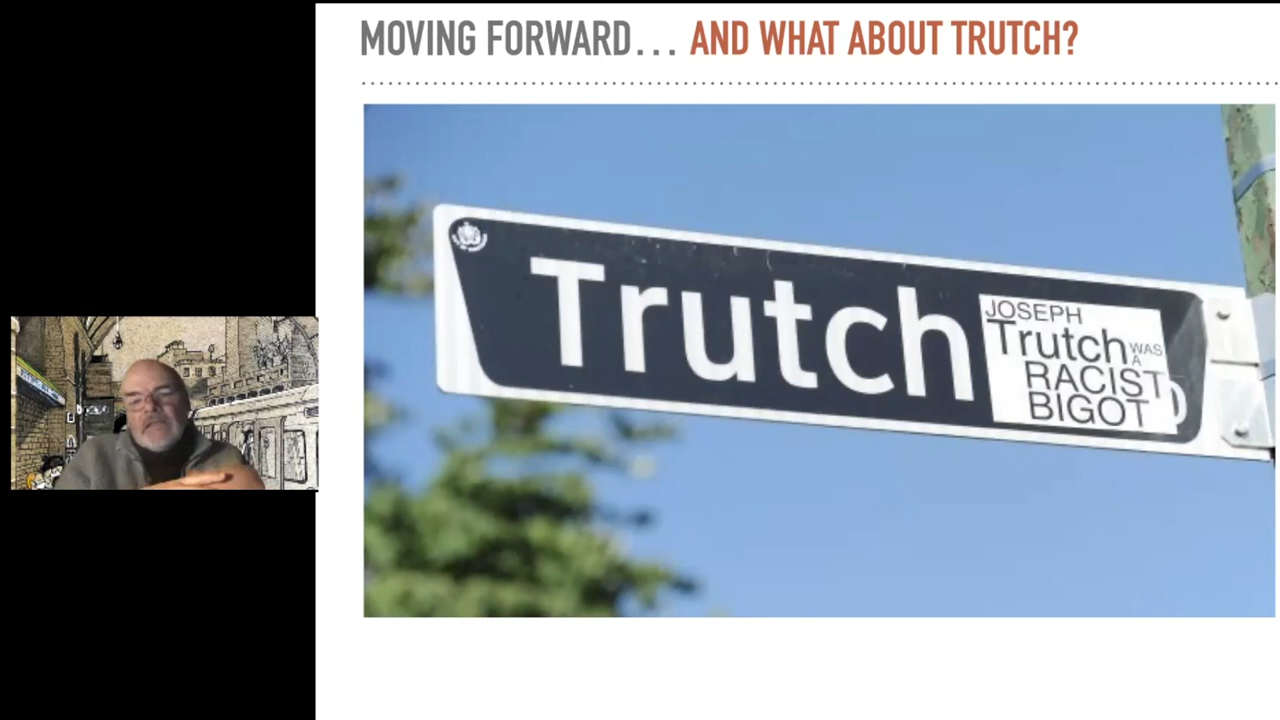 MOVING FORWARD... AND WHAT ABOUT TRUTCH?
Trutch
JOSEPH
Trutch WAS
A
RACIST
BIGOT